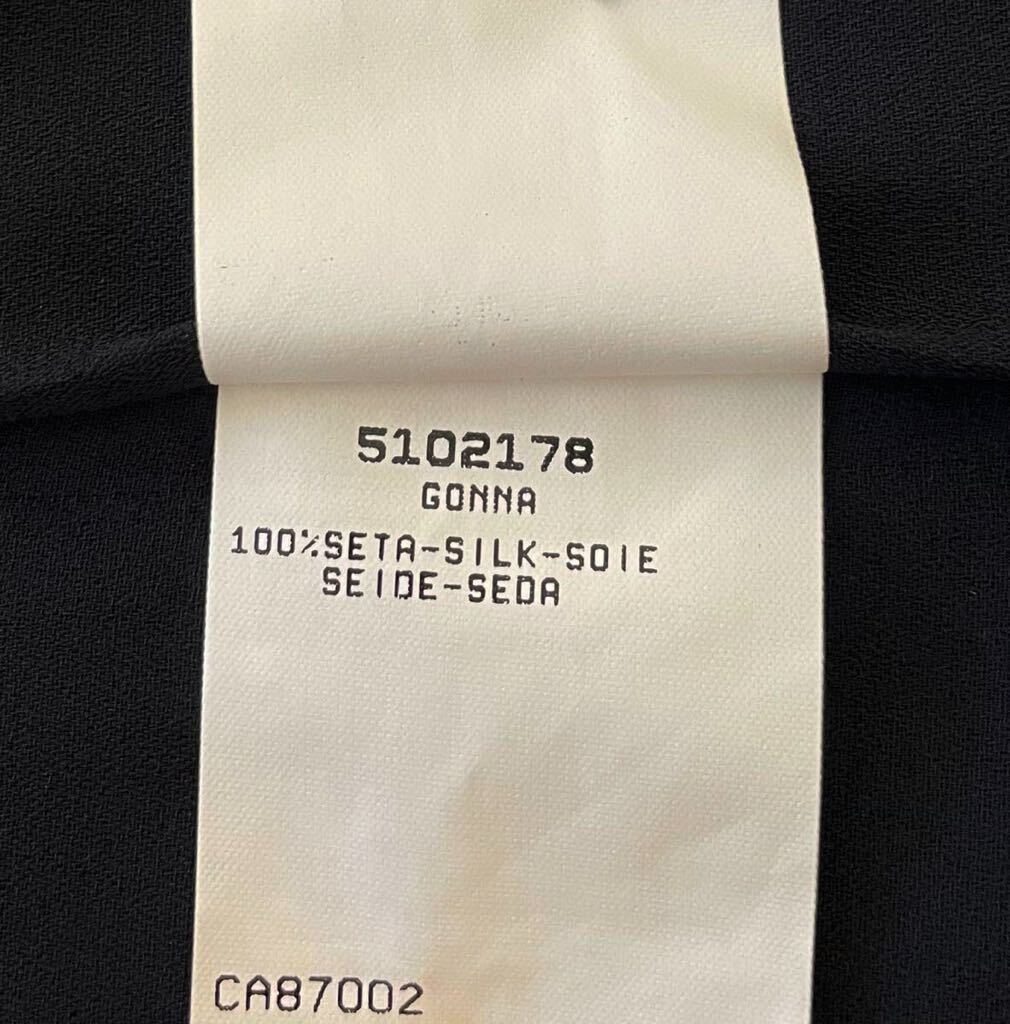 5102178
GONNA
100%SETA-SILK-SOIE
SEIDE-SEDA
CA87002